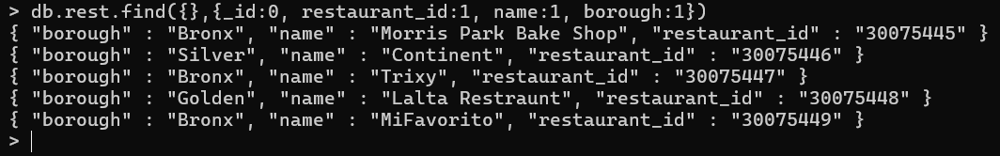 > db.rest.find({},{_id:0, restaurant_id:1, name:1, borough:1})
{ "borough" : "Bronx", "name" : "Morris Park Bake Shop", "restaurant_id" : "30075445" }
{ "borough" : "Silver", "name" : "Continent", "restaurant_id" : "30075446" }
{ "borough" : "Bronx", "name" : "Trixy", "restaurant_id" : "30075447" }
{ "borough" : "Golden", "name" : "Lalta Restraunt", "restaurant_id" : "30075448" }
{ "borough" : "Bronx", "name" : "MiFavorito", "restaurant_id" : "30075449" }
>